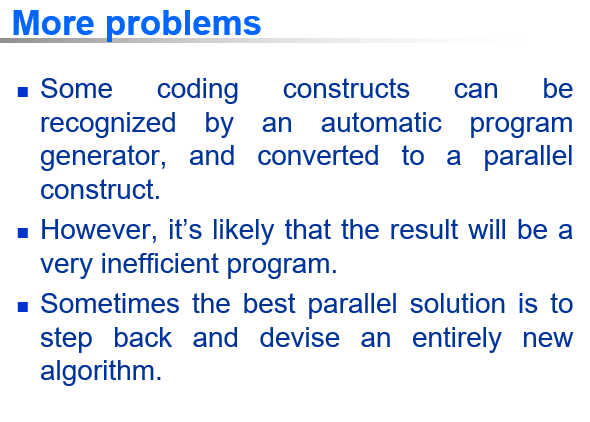 More problems
Some coding constructs can be
recognized by an automatic program
generator, and converted to a parallel
construct.
However, it’s likely that the result will be a
very inefficient program.
Sometimes the best parallel solution is to
step back and devise an entirely new
algorithm.